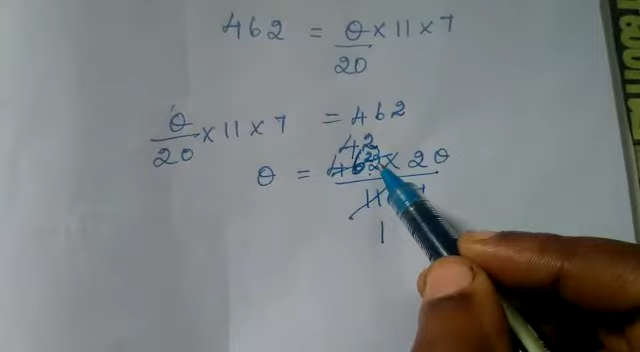 462 = θ/20 × 11 × 7
θ/20 × 11 × 7 = 462
42
θ = 462 × 20
11
1